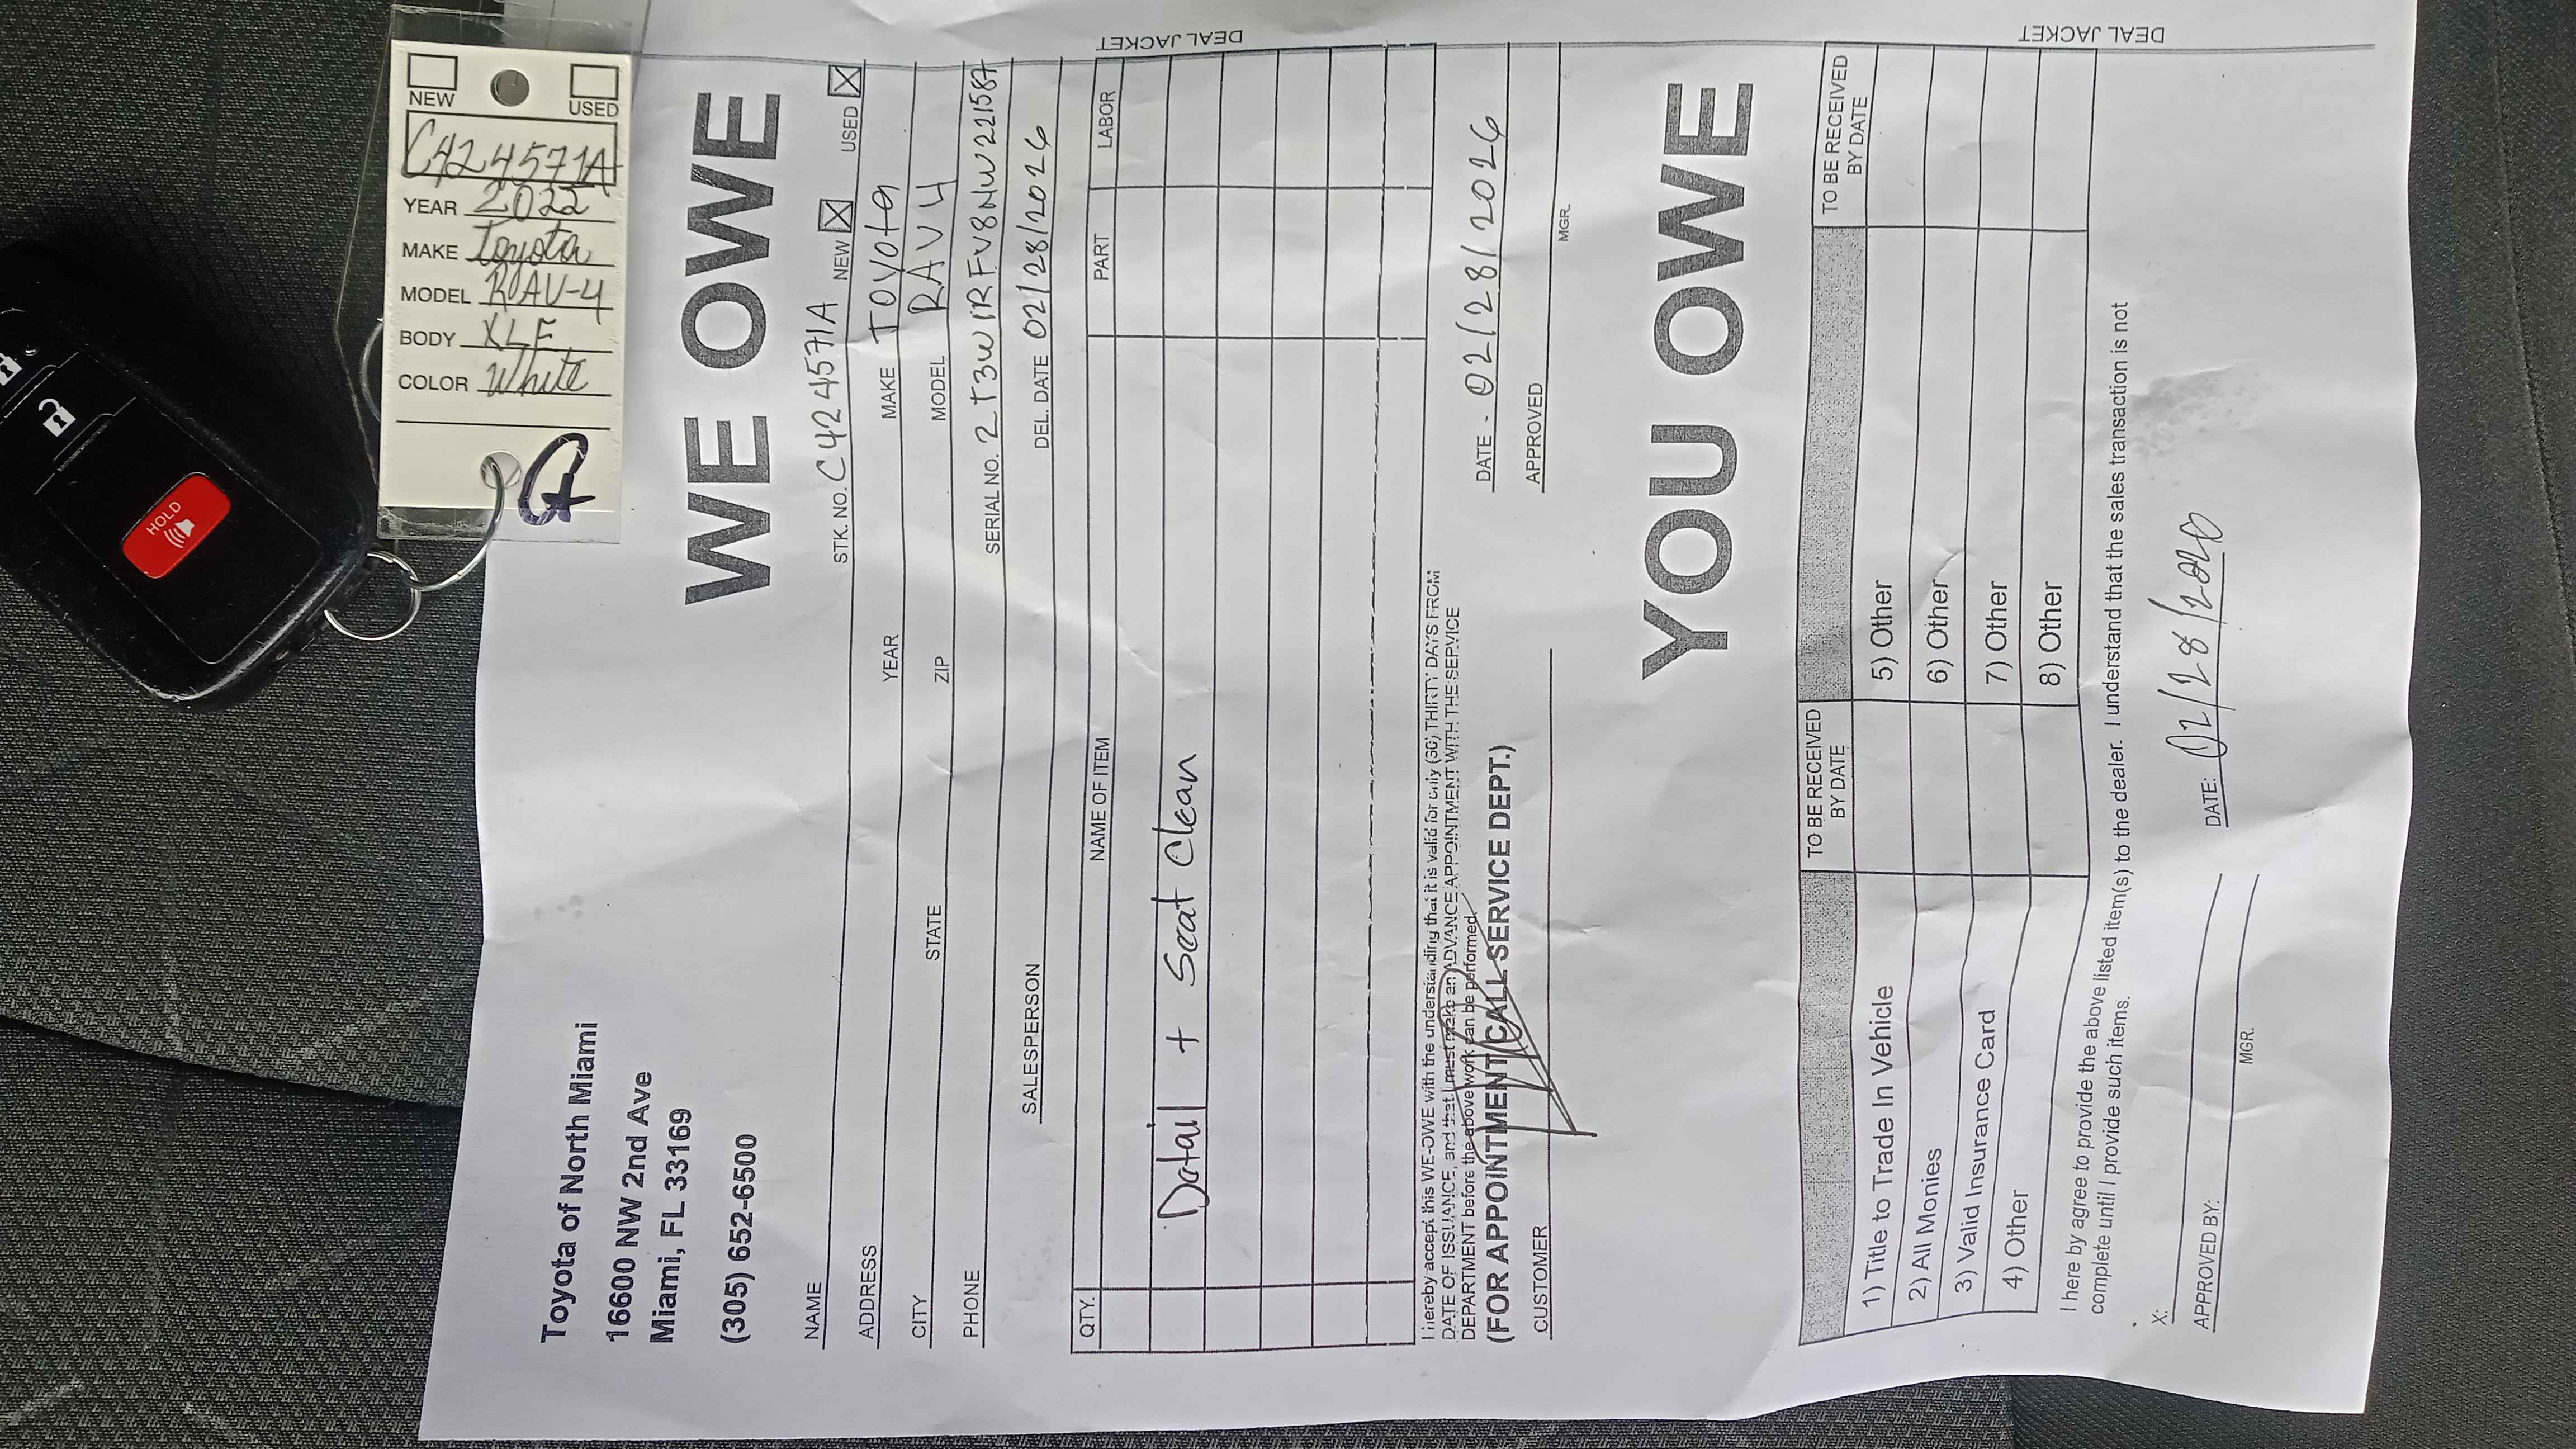 NEW
USED
C424571A
YEAR 2022
MAKE Toyota
MODEL RAV-4
BODY XLE
COLOR White
HOLD
Toyota of North Miami
16600 NW 2nd Ave
Miami, FL 33169
(305) 652-6500
WE OWE
NAME STK. NO. C424571A NEW ☒ USED ☒
ADDRESS YEAR MAKE TOYOTA
CITY STATE ZIP MODEL RAV4
PHONE SERIAL NO. 2T3W1RFV8NW221587
SALESPERSON DEL. DATE 02/28/2026
QTY. NAME OF ITEM PART LABOR
Datail + Seat Clean
DEAL JACKET
I hereby accept this WE-OWE with the understanding that it is valid for only (30) THIRTY DAYS FROM
DATE OF ISSUANCE, and that I must make an ADVANCE APPOINTMENT WITH THE SERVICE
DEPARTMENT before the above work can be performed.
(FOR APPOINTMENT CALL SERVICE DEPT.)
DATE - 02/28/2026
CUSTOMER APPROVED
MGR.
YOU OWE
TO BE RECEIVED BY DATE
TO BE RECEIVED BY DATE
1) Title to Trade In Vehicle 5) Other
2) All Monies 6) Other
3) Valid Insurance Card 7) Other
4) Other 8) Other
DEAL JACKET
I here by agree to provide the above listed item(s) to the dealer. I understand that the sales transaction is not
complete until I provide such items.
X:
APPROVED BY: DATE: 02/28/2026
MGR.